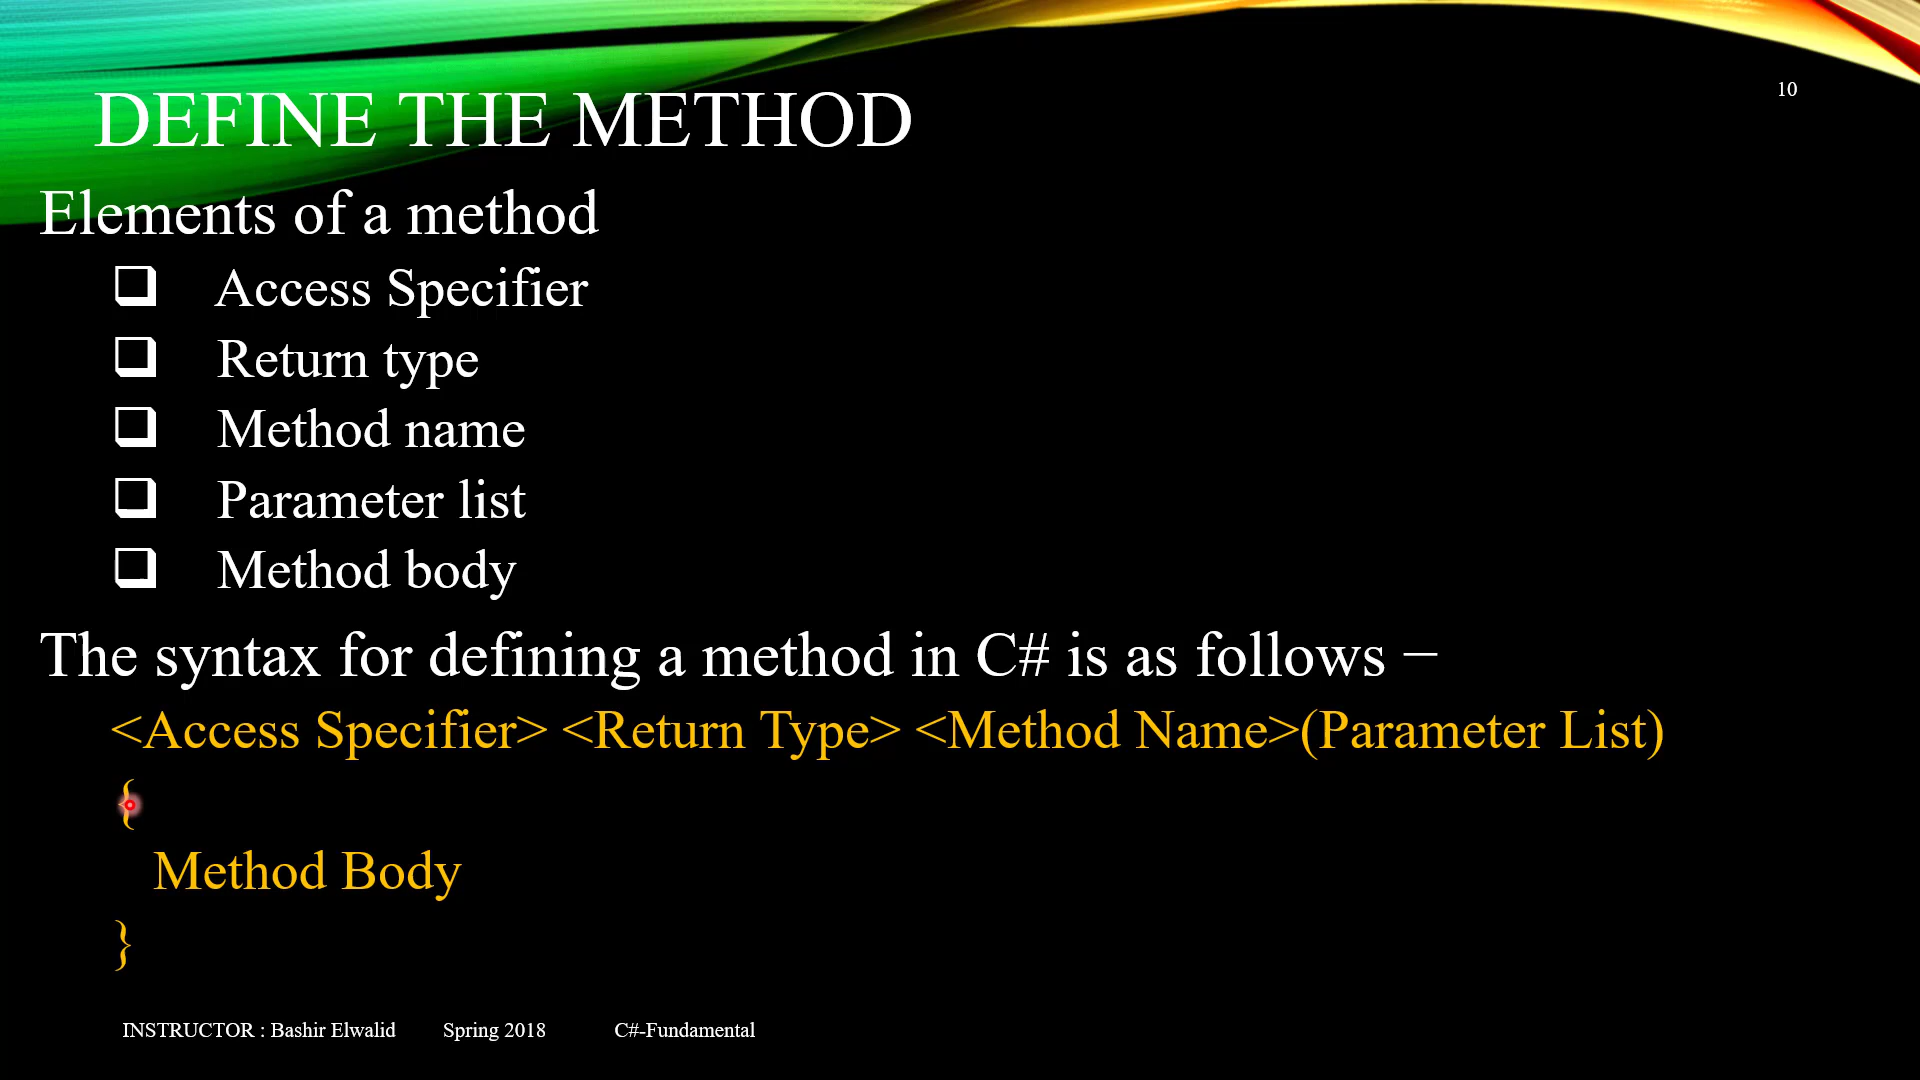 10
DEFINE THE METHOD
Elements of a method
❑ Access Specifier
❑ Return type
❑ Method name
❑ Parameter list
❑ Method body
The syntax for defining a method in C# is as follows −
<Access Specifier> <Return Type> <Method Name>(Parameter List)
{
Method Body
}
INSTRUCTOR : Bashir Elwalid Spring 2018 C#-Fundamental